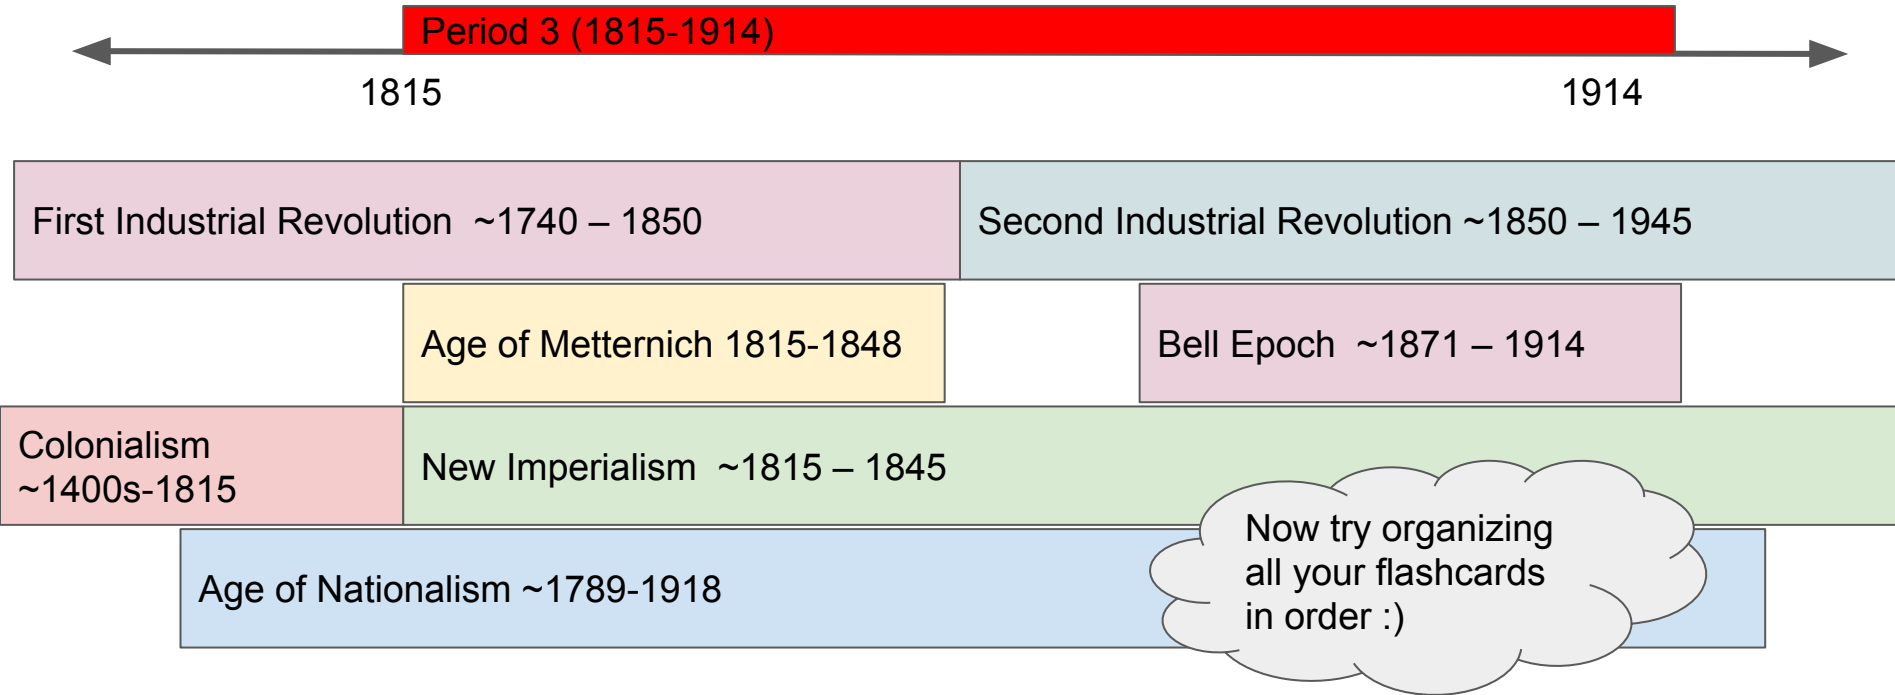 Period 3 (1815-1914)
1815
1914
First Industrial Revolution ~1740 – 1850
Second Industrial Revolution ~1850 – 1945
Age of Metternich 1815-1848
Bell Epoch ~1871 – 1914
Colonialism
~1400s-1815
New Imperialism ~1815 – 1845
Now try organizing
all your flashcards
in order :)
Age of Nationalism ~1789-1918